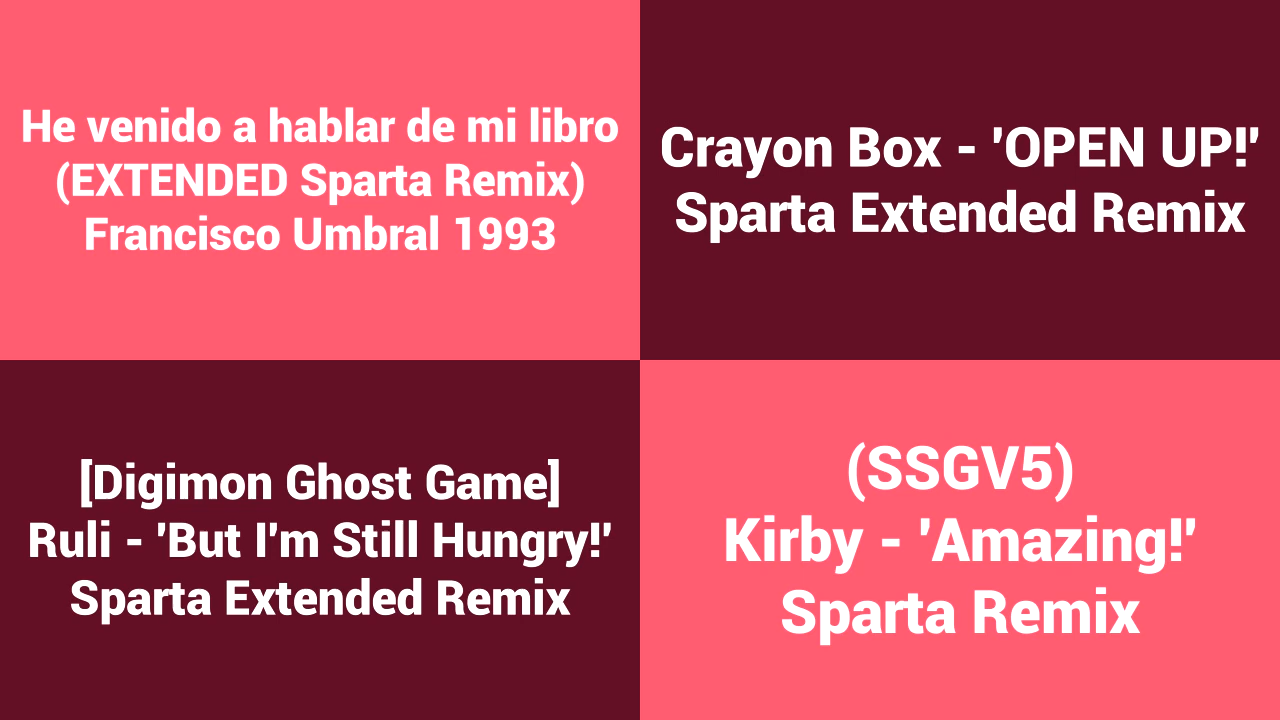 He venido a hablar de mi libro
(EXTENDED Sparta Remix)
Francisco Umbral 1993
Crayon Box - 'OPEN UP!'
Sparta Extended Remix
[Digimon Ghost Game]
Ruli - 'But I'm Still Hungry!'
Sparta Extended Remix
(SSGV5)
Kirby - 'Amazing!'
Sparta Remix